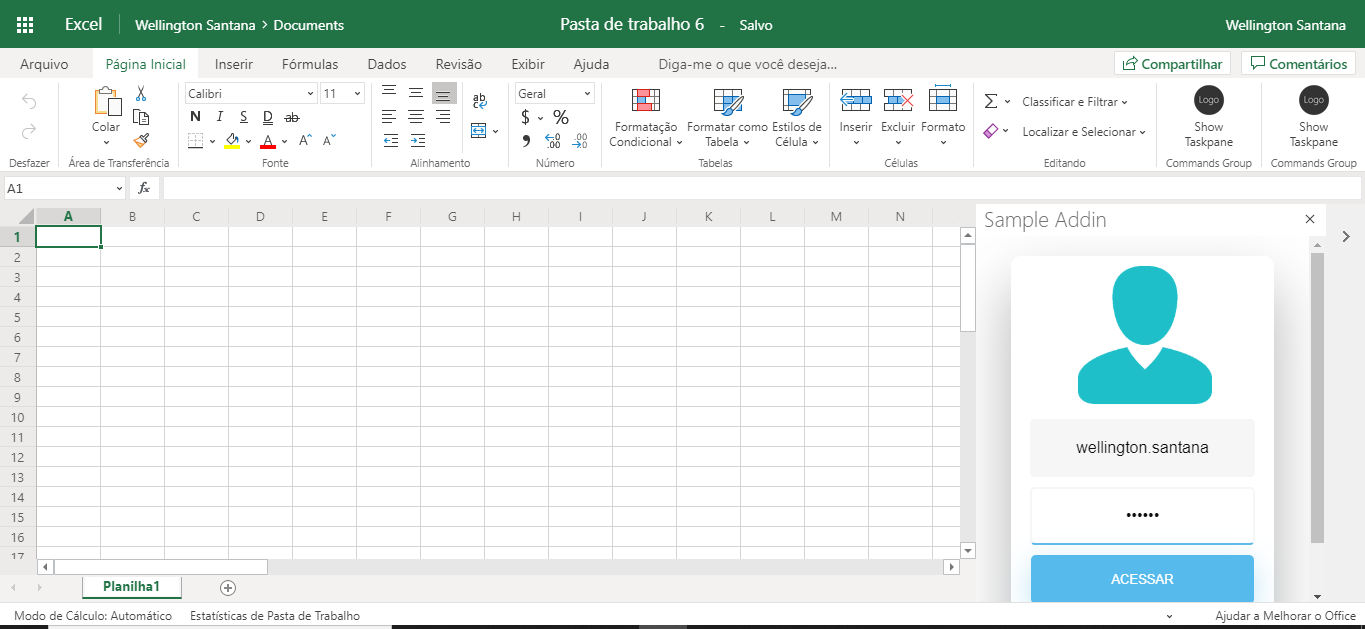 Excel Wellington Santana > Documents Pasta de trabalho 6 - Salvo Wellington Santana
Arquivo Página Inicial Inserir Fórmulas Dados Revisão Exibir Ajuda Diga-me o que você deseja... Compartilhar Comentários
Colar
Calibri 11
N I S D ab
A A A
ab
Geral
$ %
Formatação Condicional
Formatar como Tabela
Estilos de Célula
Inserir Excluir Formato
Classificar e Filtrar
Localizar e Selecionar
Logo
Show Taskpane
Logo
Show Taskpane
Desfazer Área de Transferência Fonte Alinhamento Número Tabelas Células Editando Commands Group Commands Group
A1 fx
A B C D E F G H I J K L M N
1
2
3
4
5
6
7
8
9
10
11
12
13
14
15
16
17
Sample Addin
wellington.santana
••••••
ACESSAR
Planilha1
Modo de Cálculo: Automático Estatísticas de Pasta de Trabalho Ajudar a Melhorar o Office